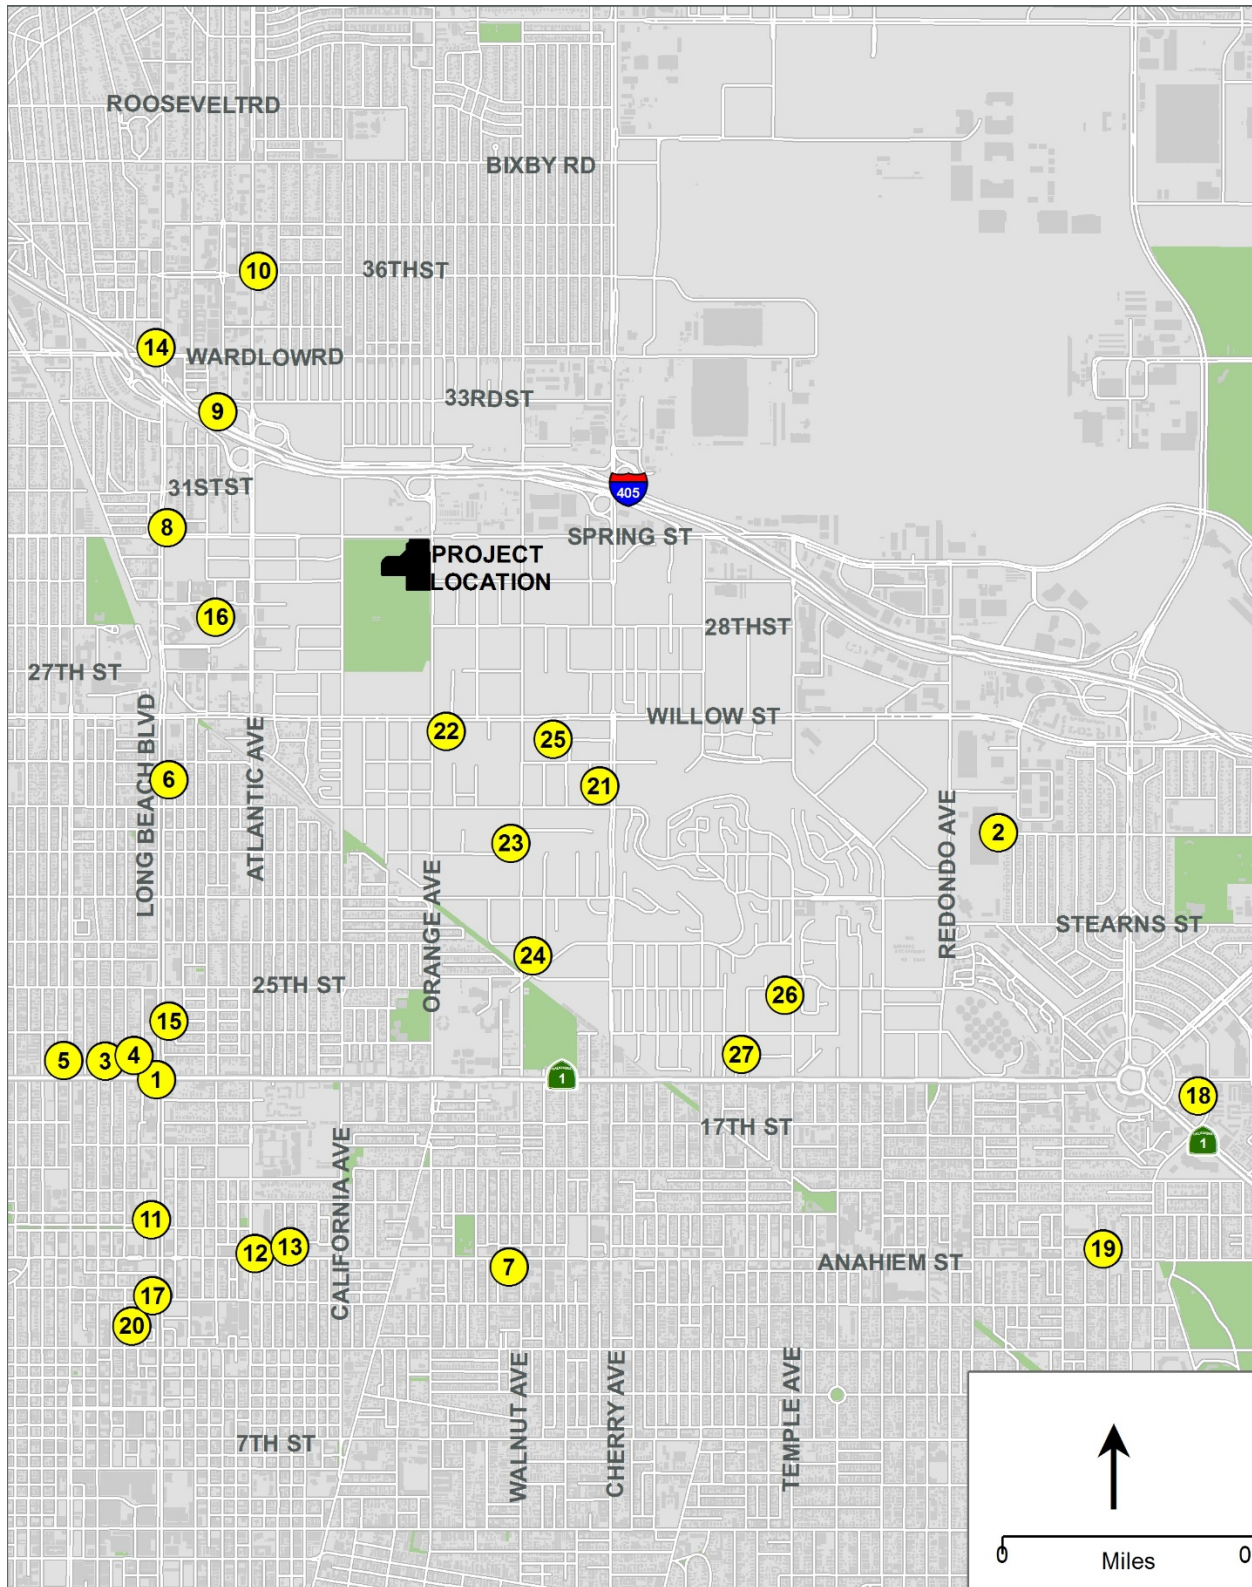 ROOSEVELTRD
BIXBY RD
10
36THST
14
WARDLOWRD
33RDST
9
31STST
405
8
SPRING ST
PROJECT
LOCATION
16
28THST
27TH ST
LONG BEACH BLVD
ATLANTIC AVE
22
WILLOW ST
25
6
21
23
REDONDO AVE
2
ORANGE AVE
STEARNS ST
24
25TH ST
26
15
5
3
4
27
1
1
18
17TH ST
1
CALIFORNIA AVE
11
12
13
7
ANAHIEM ST
19
17
20
WALNUT AVE
CHERRY AVE
TEMPLE AVE
7TH ST
0
Miles
0